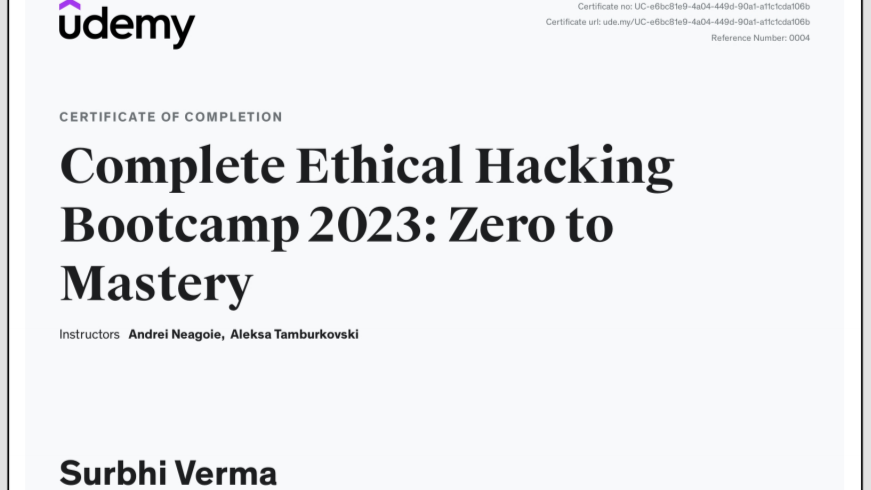 udemy
Certificate no: UC-e6bc81e9-4a04-449d-90a1-a11c1cda106b
Certificate url: ude.my/UC-e6bc81e9-4a04-449d-90a1-a11c1cda106b
Reference Number: 0004
CERTIFICATE OF COMPLETION
Complete Ethical Hacking
Bootcamp 2023: Zero to
Mastery
Instructors Andrei Neagoie, Aleksa Tamburkovski
Surbhi Verma